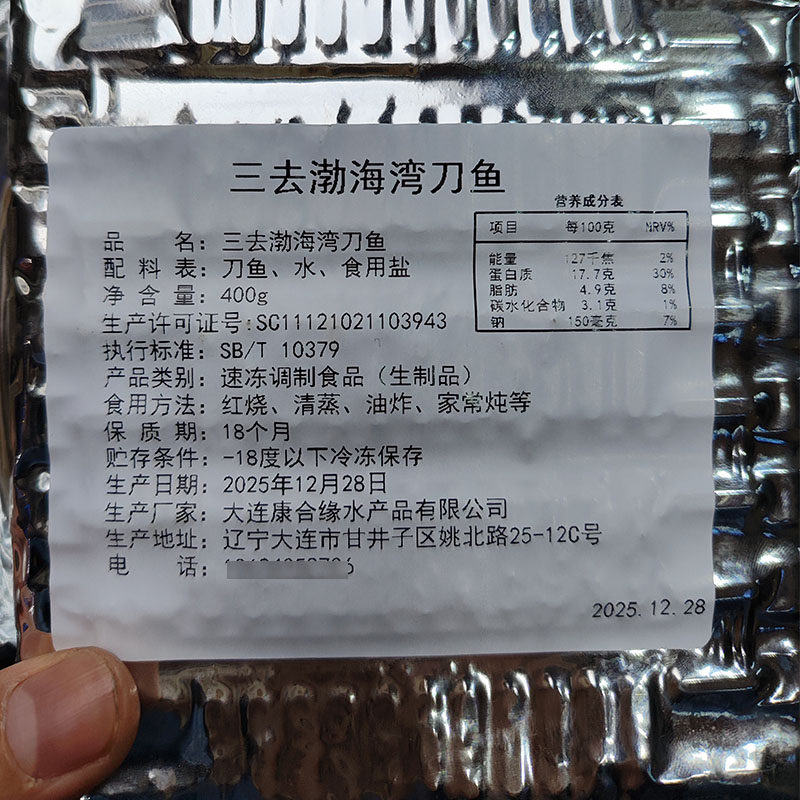 三去渤海湾刀鱼
品 名：三去渤海湾刀鱼
配 料 表：刀鱼、水、食用盐
净 含 量：400g
生产许可证号：SC11121021103943
执行标准：SB/T 10379
产品类别：速冻调制食品（生制品）
食用方法：红烧、清蒸、油炸、家常炖等
保 质 期：18个月
贮存条件：-18度以下冷冻保存
生产日期：2025年12月28日
生产厂家：大连康合缘水产品有限公司
生产地址：辽宁大连市甘井子区姚北路25-12C号
电 话：
营养成分表
项目 每100克 NRV%
能量 127千焦 2%
蛋白质 17.7克 30%
脂肪 4.9克 8%
碳水化合物 3.1克 1%
钠 150毫克 7%
2025.12.28